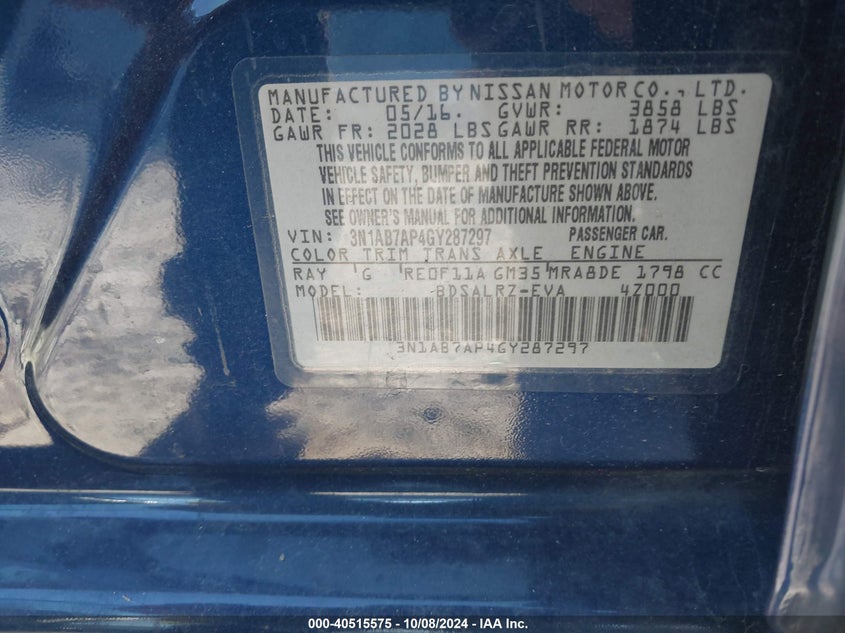 MANUFACTURED BY NISSAN MOTOR CO., LTD.
DATE: 05/16. GVWR: 3858 LBS
GAWR FR: 2028 LBS GAWR RR: 1874 LBS
THIS VEHICLE CONFORMS TO ALL APPLICABLE FEDERAL MOTOR
VEHICLE SAFETY, BUMPER AND THEFT PREVENTION STANDARDS
IN EFFECT ON THE DATE OF MANUFACTURE SHOWN ABOVE.
SEE OWNER'S MANUAL FOR ADDITIONAL INFORMATION.
VIN: 3N1AB7AP4GY287297 PASSENGER CAR.
COLOR TRIM TRANS AXLE ENGINE
RAY G RE0F11A GM35 MRA8DE 1798 CC
MODEL: BDSALRZ-EVA 4Z000
3N1AB7AP4GY287297
000-40515575 - 10/08/2024 - IAA Inc.